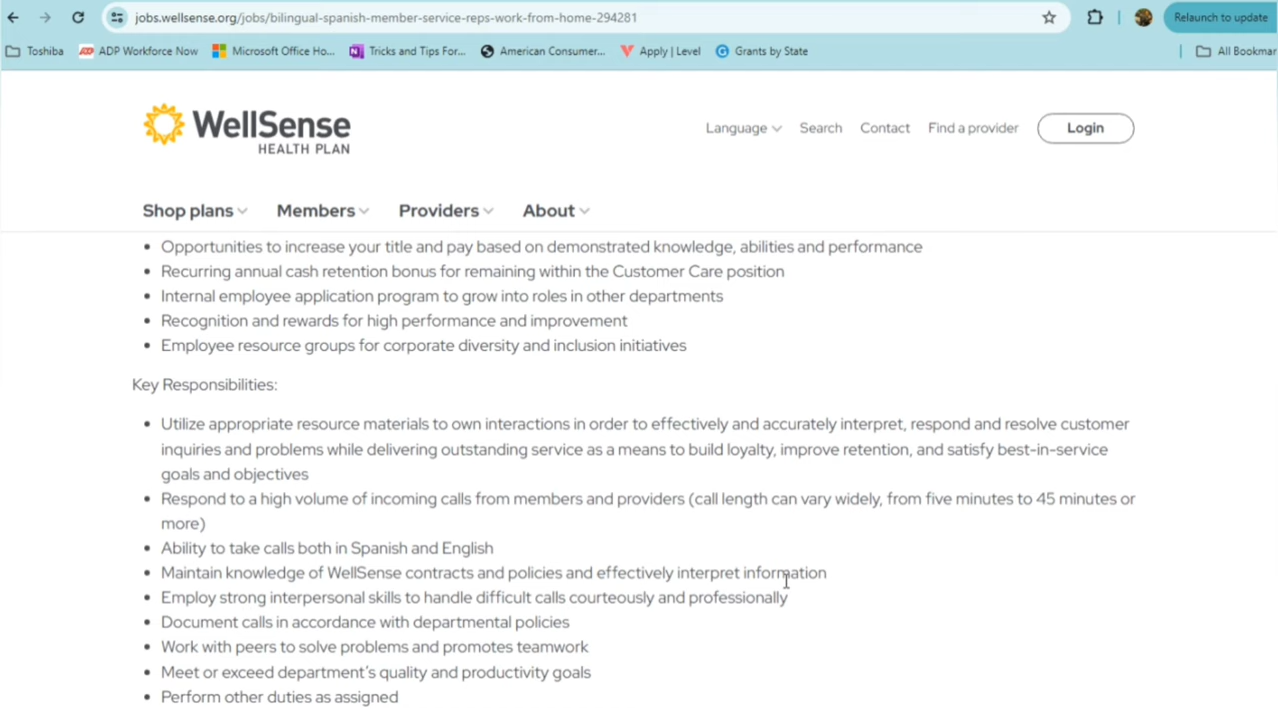 jobs.wellsense.org/jobs/bilingual-spanish-member-service-reps-work-from-home-294281
Relaunch to update
Toshiba ADP Workforce Now Microsoft Office Ho... Tricks and Tips For... American Consumer... Apply | Level Grants by State All Bookmar
WellSense
HEALTH PLAN
Language Search Contact Find a provider Login
Shop plans Members Providers About
• Opportunities to increase your title and pay based on demonstrated knowledge, abilities and performance
• Recurring annual cash retention bonus for remaining within the Customer Care position
• Internal employee application program to grow into roles in other departments
• Recognition and rewards for high performance and improvement
• Employee resource groups for corporate diversity and inclusion initiatives
Key Responsibilities:
• Utilize appropriate resource materials to own interactions in order to effectively and accurately interpret, respond and resolve customer
inquiries and problems while delivering outstanding service as a means to build loyalty, improve retention, and satisfy best-in-service
goals and objectives
• Respond to a high volume of incoming calls from members and providers (call length can vary widely, from five minutes to 45 minutes or
more)
• Ability to take calls both in Spanish and English
• Maintain knowledge of WellSense contracts and policies and effectively interpret information
• Employ strong interpersonal skills to handle difficult calls courteously and professionally
• Document calls in accordance with departmental policies
• Work with peers to solve problems and promotes teamwork
• Meet or exceed department's quality and productivity goals
• Perform other duties as assigned